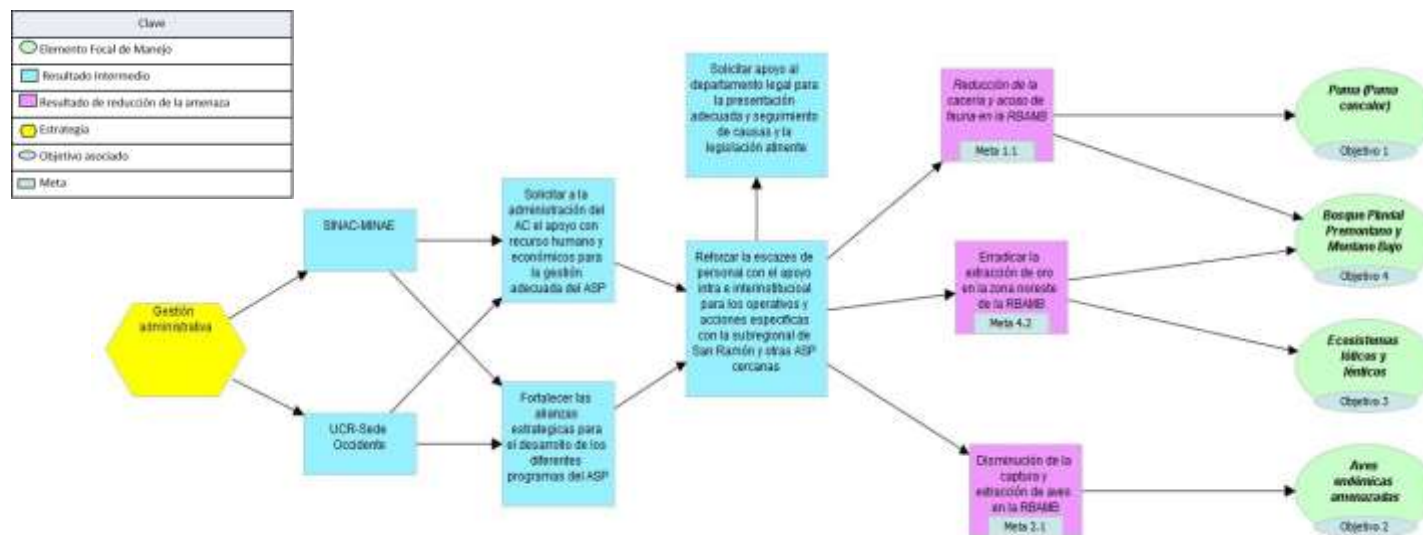 Clave
Elemento Focal de Manejo
Resultado Intermedio
Resultado de reducción de la amenaza
Estrategia
Objetivo asociado
Meta
Gestión
administrativa
SINAC-MINAE
UCR-Sede
Occidente
Solicitar a la
administración del
AC el apoyo con
recurso humano y
económicos para
la gestión
adecuada del ASP
Fortalecer las
alianzas
estrategicas para
el desarrollo de los
diferentes
programas del ASP
Solicitar apoyo al
departamento legal para
la presentación
adecuada y seguimiento
de causas y la
legislación atinente
Reforzar la escazes de
personal con el apoyo
intra e interinstitucioal
para los operativos y
acciones especificas
con la subregional de
San Ramón y otras ASP
cercanas
Reducción de la
cacería y acoso de
fauna en la RBAMB
Meta 1.1
Erradicar la
extracción de oro
en la zona noreste
de la RBAMB
Meta 4.2
Disminución de la
captura y
extracción de aves
en la RBAMB
Meta 2.1
Puma (Puma
concolor)
Objetivo 1
Bosque Pluvial
Premontano y
Montano Bajo
Objetivo 4
Ecosistemas
lóticos y
lénticos
Objetivo 3
Aves
endémicas
amenazadas
Objetivo 2